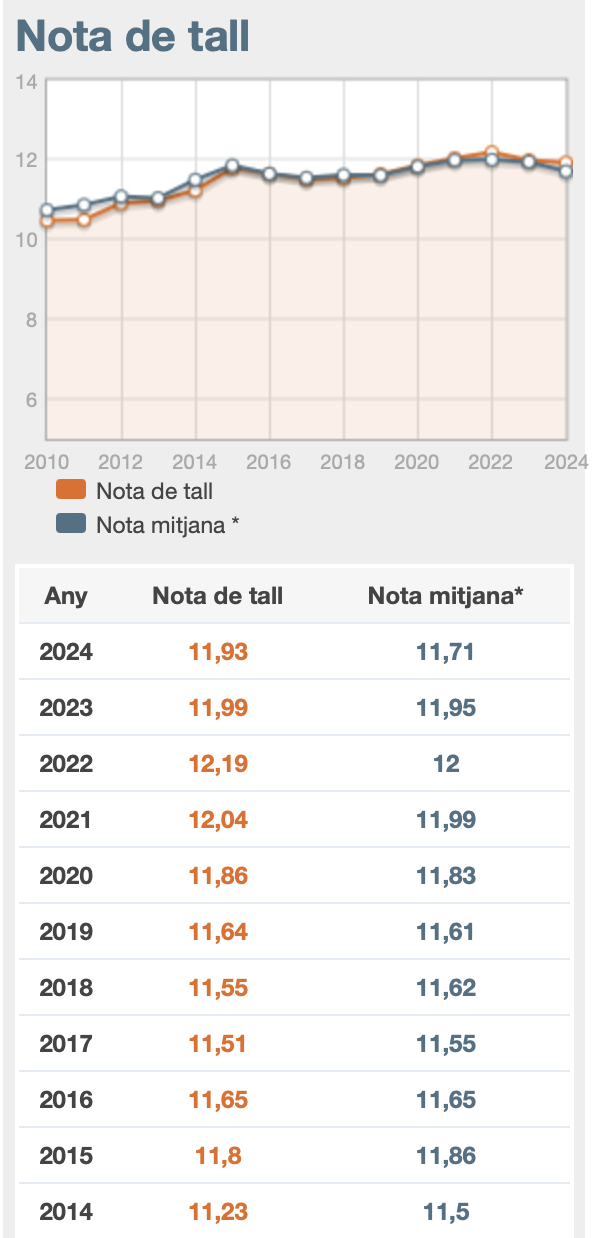 Nota de tall
14
12
10
8
6
2010 2012 2014 2016 2018 2020 2022 2024
Nota de tall
Nota mitjana *
Any Nota de tall Nota mitjana*
2024 11,93 11,71
2023 11,99 11,95
2022 12,19 12
2021 12,04 11,99
2020 11,86 11,83
2019 11,64 11,61
2018 11,55 11,62
2017 11,51 11,55
2016 11,65 11,65
2015 11,8 11,86
2014 11,23 11,5